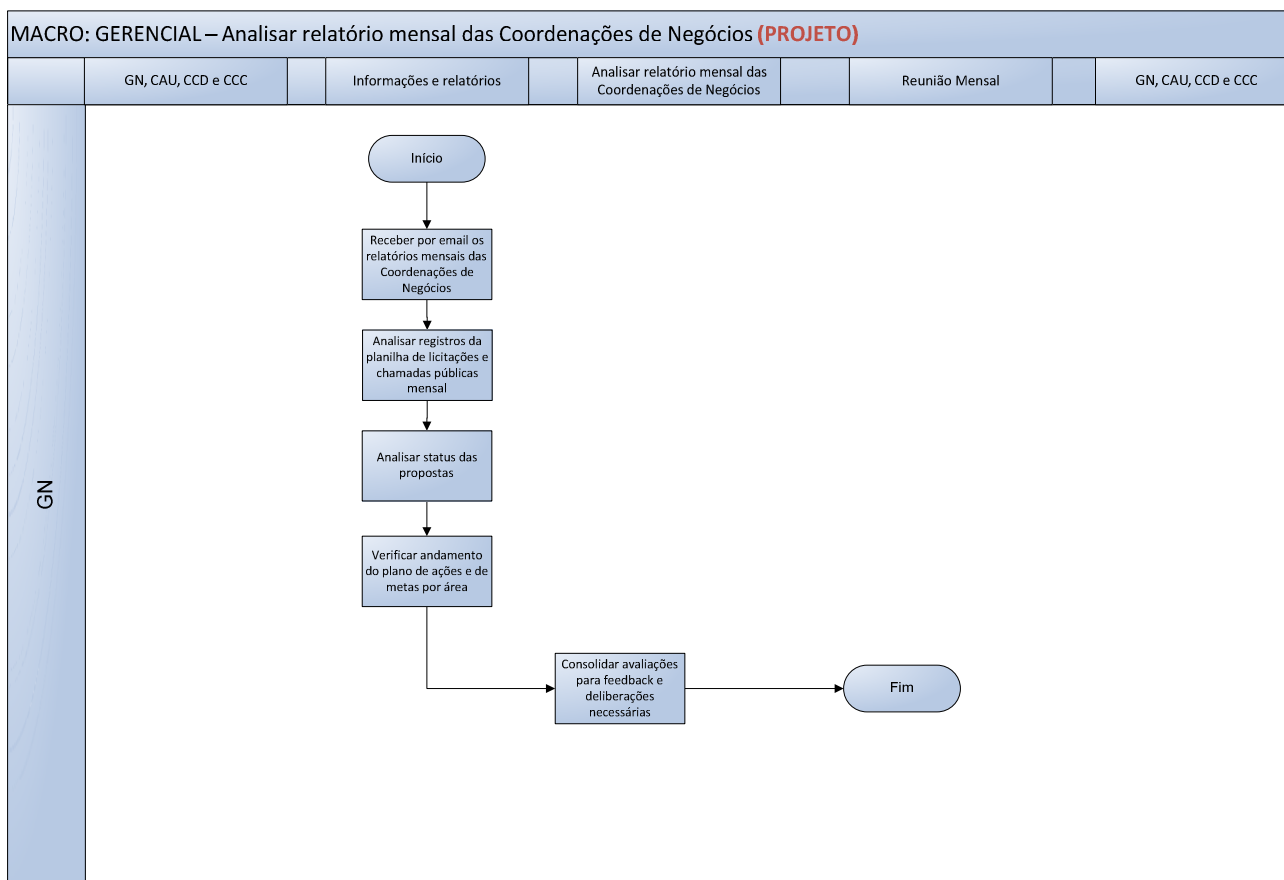 MACRO: GERENCIAL – Analisar relatório mensal das Coordenações de Negócios (PROJETO)
GN, CAU, CCD e CCC
Informações e relatórios
Analisar relatório mensal das
Coordenações de Negócios
Reunião Mensal
GN, CAU, CCD e CCC
GN
Início
Receber por email os
relatórios mensais das
Coordenações de
Negócios
Analisar registros da
planilha de licitações e
chamadas públicas
mensal
Analisar status das
propostas
Verificar andamento
do plano de ações e de
metas por área
Consolidar avaliações
para feedback e
deliberações
necessárias
Fim